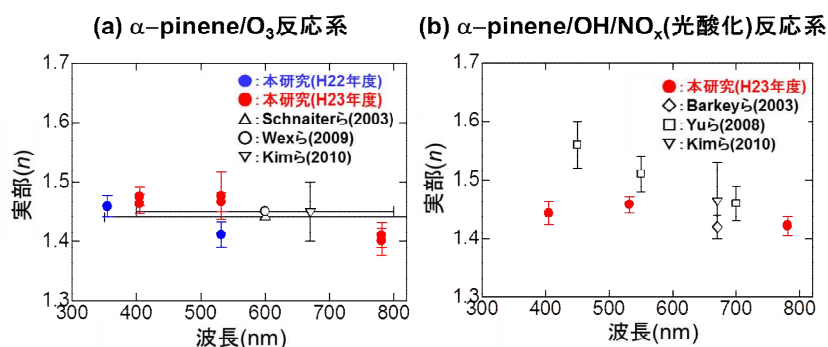 (a) α−pinene/O₃反応系
1.7
1.6
1.5
1.4
1.3
実部(n)
●:本研究(H22年度)
●:本研究(H23年度)
△:Schnaiterら(2003)
○:Wexら(2009)
▽:Kimら(2010)
300 400 500 600 700 800
波長(nm)
(b) α−pinene/OH/NOₓ(光酸化)反応系
1.7
1.6
1.5
1.4
1.3
実部(n)
●:本研究(H23年度)
◇:Barkeyら(2003)
□:Yuら(2008)
▽:Kimら(2010)
300 400 500 600 700 800
波長(nm)